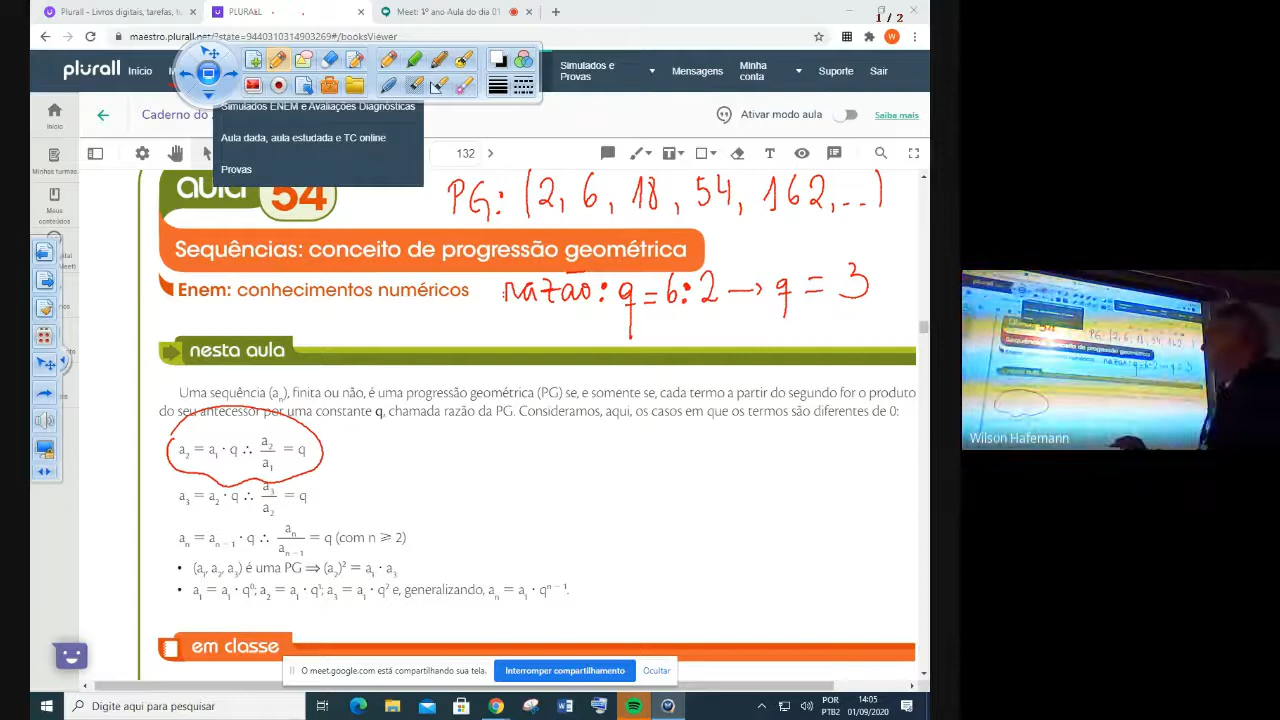 Plurall - Livros digitais, tarefas, tu
PLURALL
Meet: 1º ano-Aula do dia 01
1 / 2
maestro.plurall.net/?state=9440310314903269#/booksViewer
W
plurall
Início
Simulados e Provas
Mensagens
Minha conta
Suporte
Sair
Simulados ENEM e Avaliações Diagnósticas
Aula dada, aula estudada e TC online
Provas
Início
Minhas turmas
Meus conteúdos
Caderno do
Ativar modo aula
Saiba mais
132
aula 54
PG: (2, 6, 18, 54, 162, ...)
Sequências: conceito de progressão geométrica
Enem: conhecimentos numéricos
razão: q = 6 : 2 → q = 3
nesta aula
Uma sequência (aₙ), finita ou não, é uma progressão geométrica (PG) se, e somente se, cada termo a partir do segundo for o produto
do seu antecessor por uma constante q, chamada razão da PG. Consideramos, aqui, os casos em que os termos são diferentes de 0:
a₂ = a₁ · q ∴ a₂/a₁ = q
a₃ = a₂ · q ∴ a₃/a₂ = q
aₙ = aₙ₋₁ · q ∴ aₙ/aₙ₋₁ = q (com n ⩾ 2)
• (a₁, a₂, a₃) é uma PG ⟹ (a₂)² = a₁ · a₃
• a₁ = a₁ · q⁰; a₂ = a₁ · q¹; a₃ = a₁ · q² e, generalizando, aₙ = a₁ · qⁿ⁻¹.
em classe
O meet.google.com está compartilhando sua tela.
Interromper compartilhamento
Ocultar
Digite aqui para pesquisar
POR
PTB2
14:05
01/09/2020
Wilson Hafemann